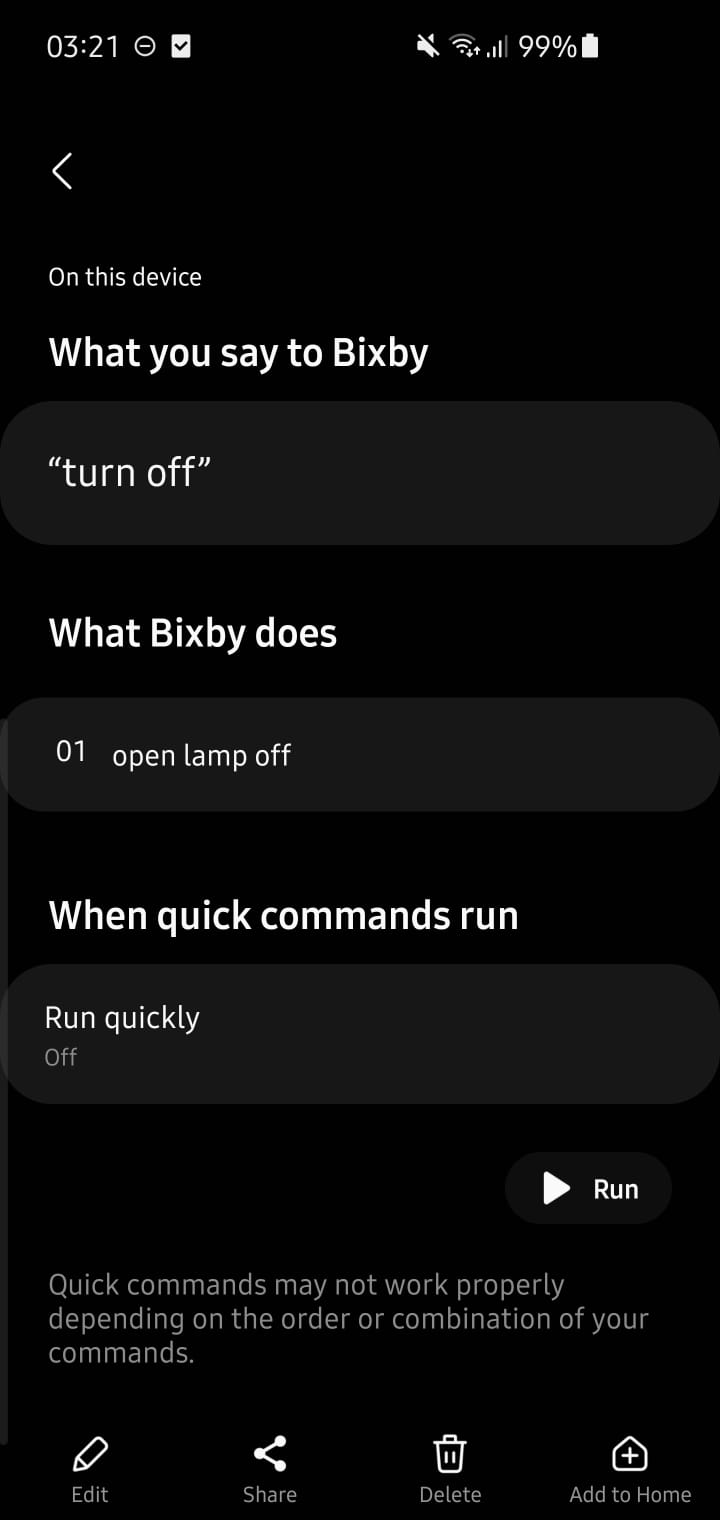 03:21 99%
On this device
What you say to Bixby
“turn off”
What Bixby does
01 open lamp off
When quick commands run
Run quickly
Off
Run
Quick commands may not work properly
depending on the order or combination of your
commands.
Edit Share Delete Add to Home